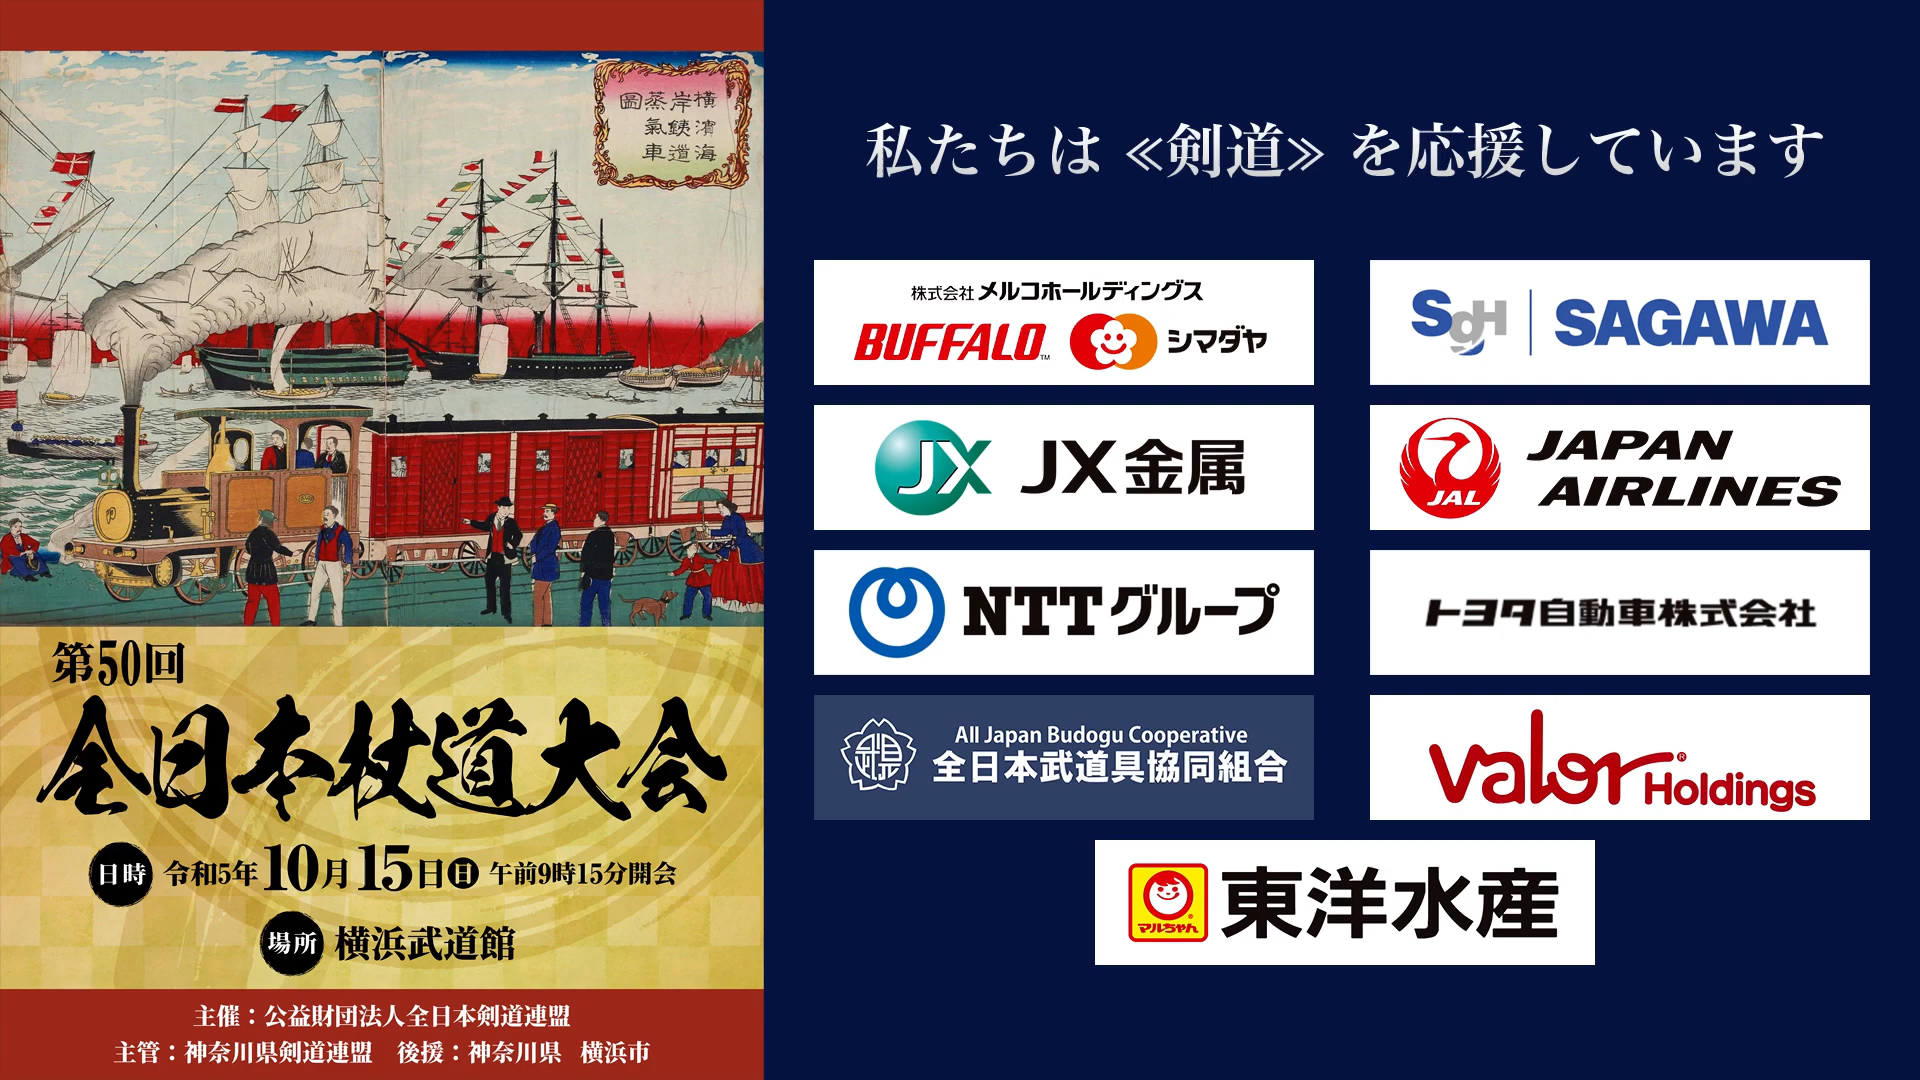 横濱海
岸鉄道
蒸氣車
圖
第50回
全日本杖道大会
日時 令和5年10月15日日 午前9時15分開会
場所 横浜武道館
主催：公益財団法人全日本剣道連盟
主管：神奈川県剣道連盟 後援：神奈川県 横浜市
私たちは ≪剣道≫ を応援しています
株式会社 メルコホールディングス
BUFFALO™ シマダヤ
SGH SAGAWA
JX JX金属
JAL JAPAN
AIRLINES
NTTグループ
トヨタ自動車株式会社
All Japan Budogu Cooperative
全日本武道具協同組合
valor® Holdings
マルちゃん® 東洋水産